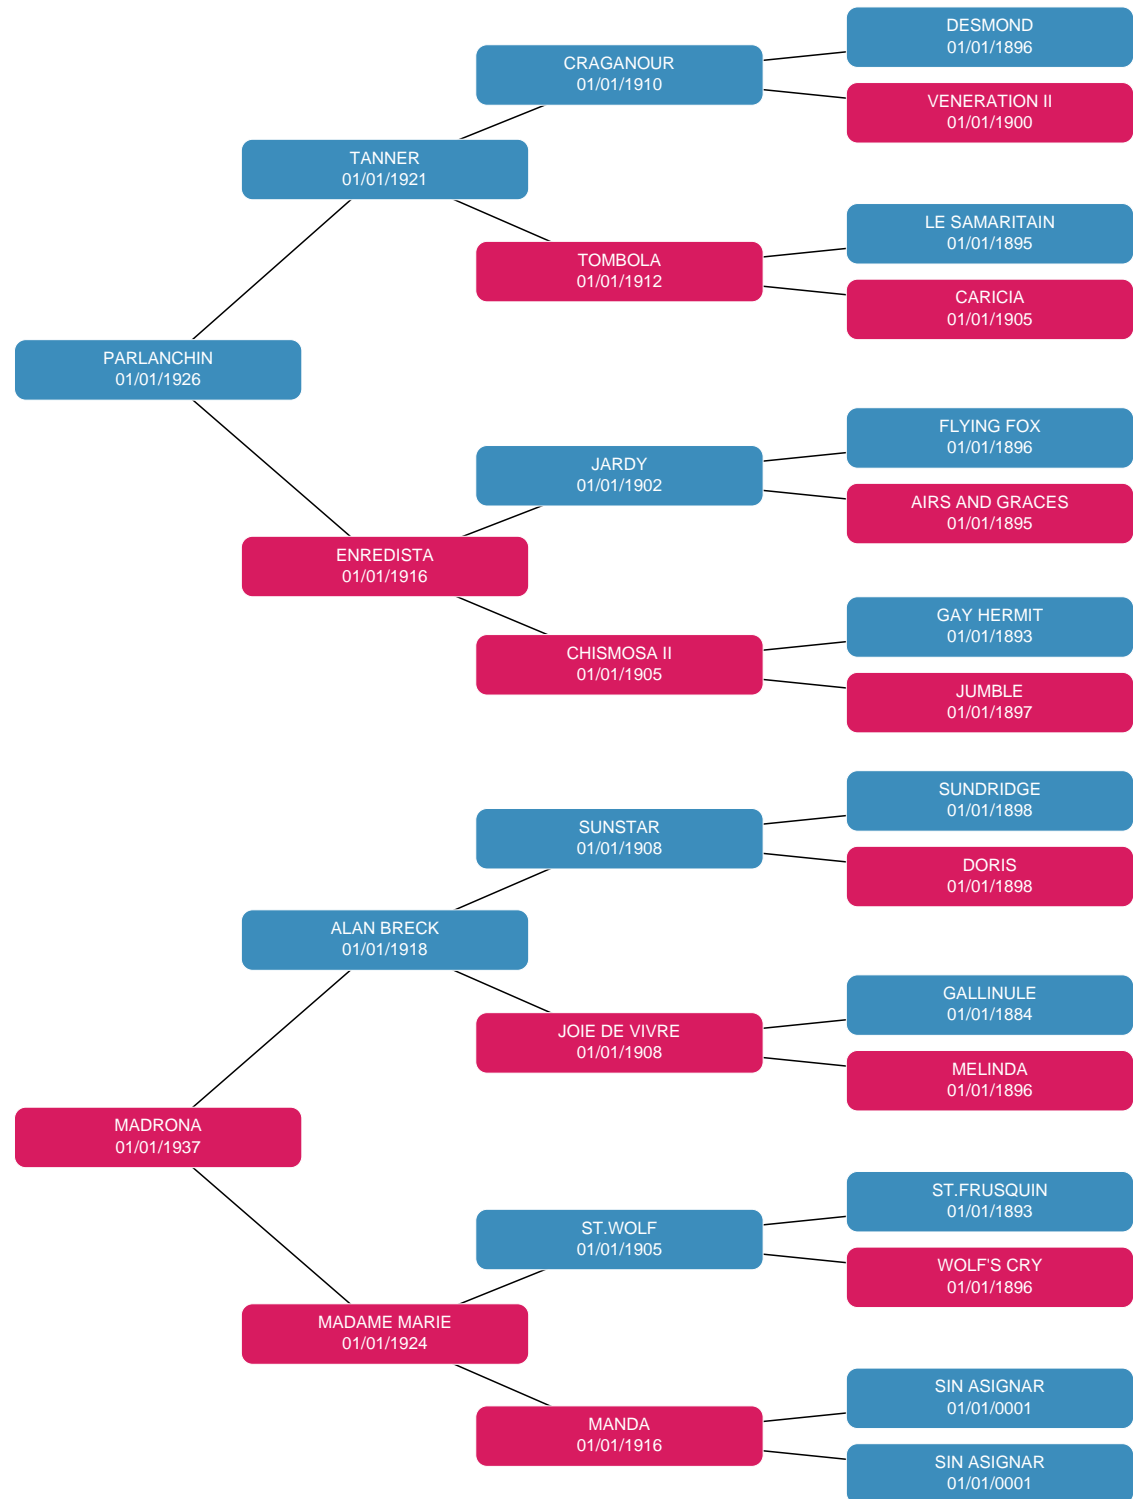 DESMOND
01/01/1896
CRAGANOUR
01/01/1910
VENERATION II
01/01/1900
TANNER
01/01/1921
LE SAMARITAIN
01/01/1895
TOMBOLA
01/01/1912
CARICIA
01/01/1905
PARLANCHIN
01/01/1926
FLYING FOX
01/01/1896
JARDY
01/01/1902
AIRS AND GRACES
01/01/1895
ENREDISTA
01/01/1916
GAY HERMIT
01/01/1893
CHISMOSA II
01/01/1905
JUMBLE
01/01/1897
SUNDRIDGE
01/01/1898
SUNSTAR
01/01/1908
DORIS
01/01/1898
ALAN BRECK
01/01/1918
GALLINULE
01/01/1884
JOIE DE VIVRE
01/01/1908
MELINDA
01/01/1896
MADRONA
01/01/1937
ST.FRUSQUIN
01/01/1893
ST.WOLF
01/01/1905
WOLF'S CRY
01/01/1896
MADAME MARIE
01/01/1924
SIN ASIGNAR
01/01/0001
MANDA
01/01/1916
SIN ASIGNAR
01/01/0001